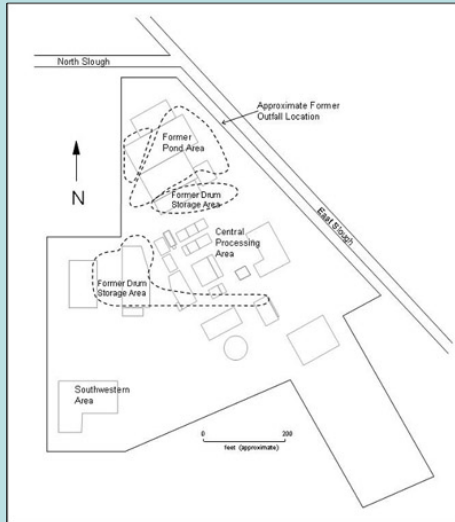 North Slough
Approximate Former
Outfall Location
Former
Pond Area
N
Former Drum
Storage Area
East Slough
Central
Processing
Area
Former Drum
Storage Area
Southwestern
Area
0 200
feet (approximate)